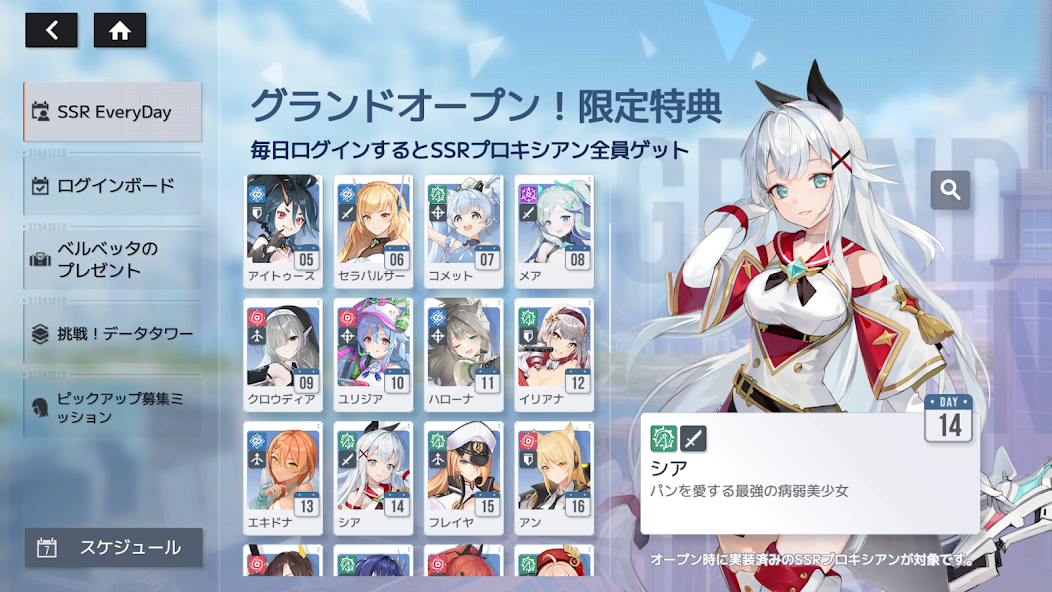 SSR EveryDay
STARSEED
ログインボード
STARSEED
ベルベッタの
プレゼント
STARSEED
挑戦！データタワー
STARSEED
ピックアップ募集ミ
ッション
7
スケジュール
グランドオープン！限定特典
毎日ログインするとSSRプロキシアン全員ゲット
05
アイトゥース
06
セラパルサー
07
コメット
08
メア
09
クロウディア
10
ユリジア
11
ハローナ
12
イリアナ
13
エキドナ
14
シア
15
フレイヤ
16
アン
GRAND
DAY
14
シア
パンを愛する最強の病弱美少女
オープン時に実装済みのSSRプロキシアンが対象です。